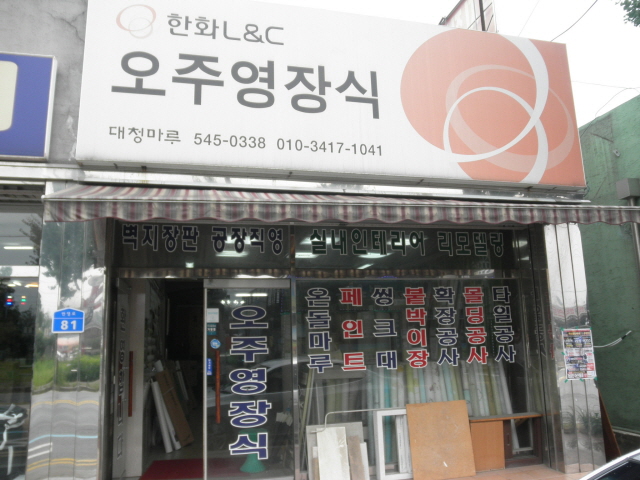 한화L&C
오주영장식
대청마루 545-0338 010-3417-1041
벽지장판 공장직영 실내인테리어 리모델링
81
오주영장식
온돌마루
페인트
씽크대
붙박이장
확장공사
몰딩공사
타일공사